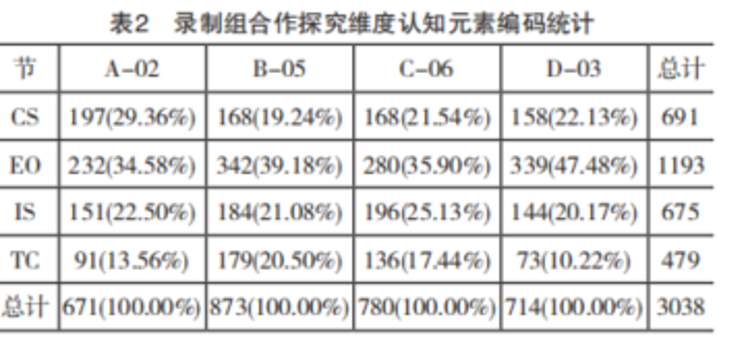 表2 录制组合作探究维度认知元素编码统计
节 A-02 B-05 C-06 D-03 总计
CS 197(29.36%) 168(19.24%) 168(21.54%) 158(22.13%) 691
EO 232(34.58%) 342(39.18%) 280(35.90%) 339(47.48%) 1193
IS 151(22.50%) 184(21.08%) 196(25.13%) 144(20.17%) 675
TC 91(13.56%) 179(20.50%) 136(17.44%) 73(10.22%) 479
总计 671(100.00%) 873(100.00%) 780(100.00%) 714(100.00%) 3038